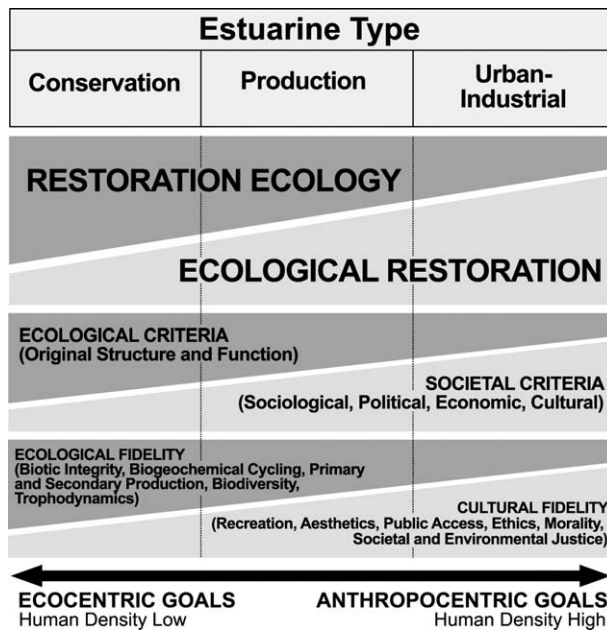 Estuarine Type
Conservation
Production
Urban-
Industrial
RESTORATION ECOLOGY
ECOLOGICAL RESTORATION
ECOLOGICAL CRITERIA
(Original Structure and Function)
SOCIETAL CRITERIA
(Sociological, Political, Economic, Cultural)
ECOLOGICAL FIDELITY
(Biotic Integrity, Biogeochemical Cycling, Primary
and Secondary Production, Biodiversity,
Trophodynamics)
CULTURAL FIDELITY
(Recreation, Aesthetics, Public Access, Ethics, Morality,
Societal and Environmental Justice)
ECOCENTRIC GOALS
Human Density Low
ANTHROPOCENTRIC GOALS
Human Density High